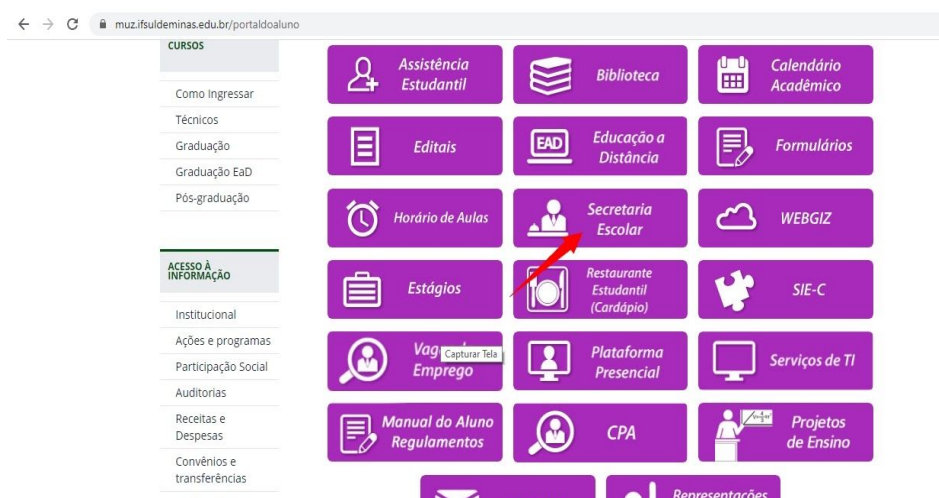 muz.ifsuldeminas.edu.br/portaldoaluno
CURSOS
Como Ingressar
Técnicos
Graduação
Graduação EaD
Pós-graduação
ACESSO À
INFORMAÇÃO
Institucional
Ações e programas
Participação Social
Auditorias
Receitas e
Despesas
Convênios e
transferências
Assistência
Estudantil
Biblioteca
Calendário
Acadêmico
Editais
EAD
Educação a
Distância
Formulários
Horário de Aulas
Secretaria
Escolar
WEBGIZ
Estágios
Restaurante
Estudantil
(Cardápio)
SIE-C
Capturar Tela
Emprego
Plataforma
Presencial
Serviços de TI
Manual do Aluno
Regulamentos
CPA
Projetos
de Ensino
Representações